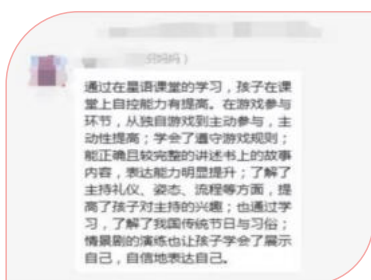 妈妈）
通过在星语课堂的学习，孩子在课
堂上自控能力有提高。在游戏参与
环节，从独自游戏到主动参与，主
动性提高；学会了遵守游戏规则；
能正确且较完整的讲述书上的故事
内容，表达能力明显提升；了解了
主持礼仪、姿态、流程等方面，提
高了孩子对主持的兴趣；也通过学
习，了解了我国传统节日与习俗；
情景剧的演练也让孩子学会了展示
自己，自信地表达自己。